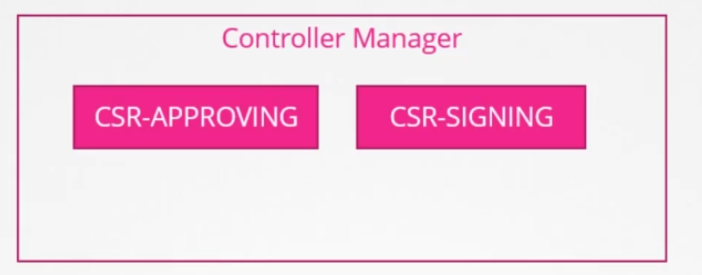 Controller Manager
CSR-APPROVING
CSR-SIGNING